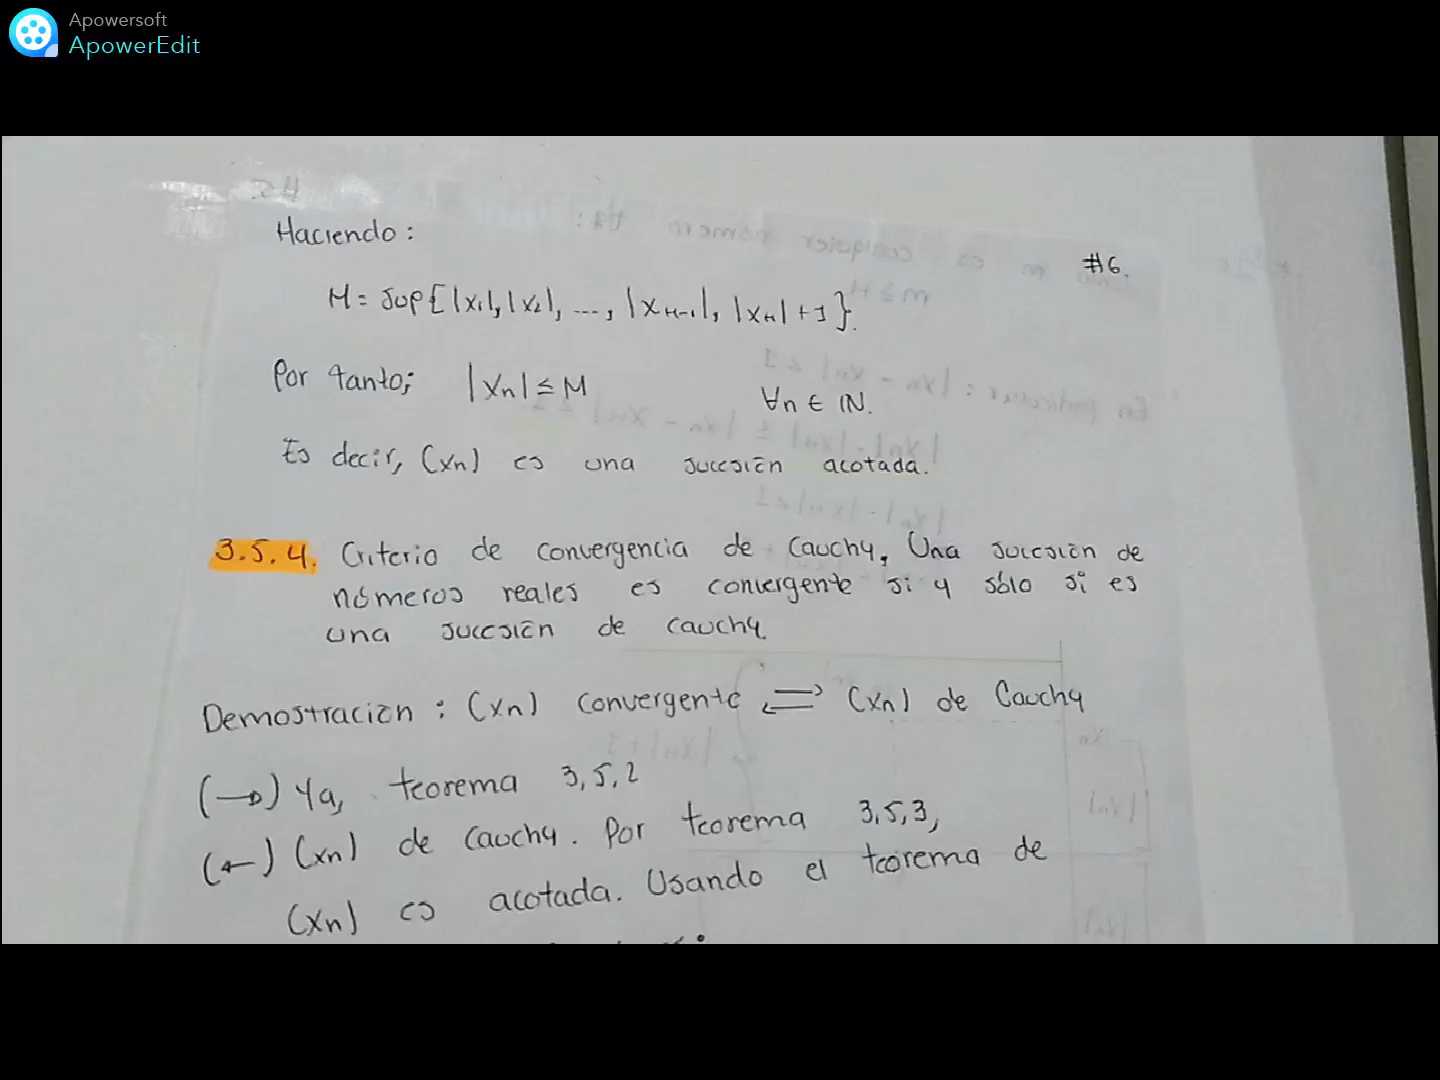 Apowersoft
ApowerEdit
24
Haciendo:
#6.
M = sup{|x₁|, |x₂|, ..., |x_{H-1}|, |x_H| + 1}.
Por tanto; |xn| ≤ M ∀n ∈ ℕ.
Es decir, (xn) es una sucesión acotada.
3.5.4. Criterio de convergencia de Cauchy, Una sucesión de
números reales es convergente si y sólo si es
una sucesión de cauchy.
Demostración : (xn) convergente ⇌ (xn) de Cauchy
(→) Ya, teorema 3,5,2
(←) (xn) de cauchy. Por teorema 3,5,3,
(xn) es acotada. Usando el teorema de